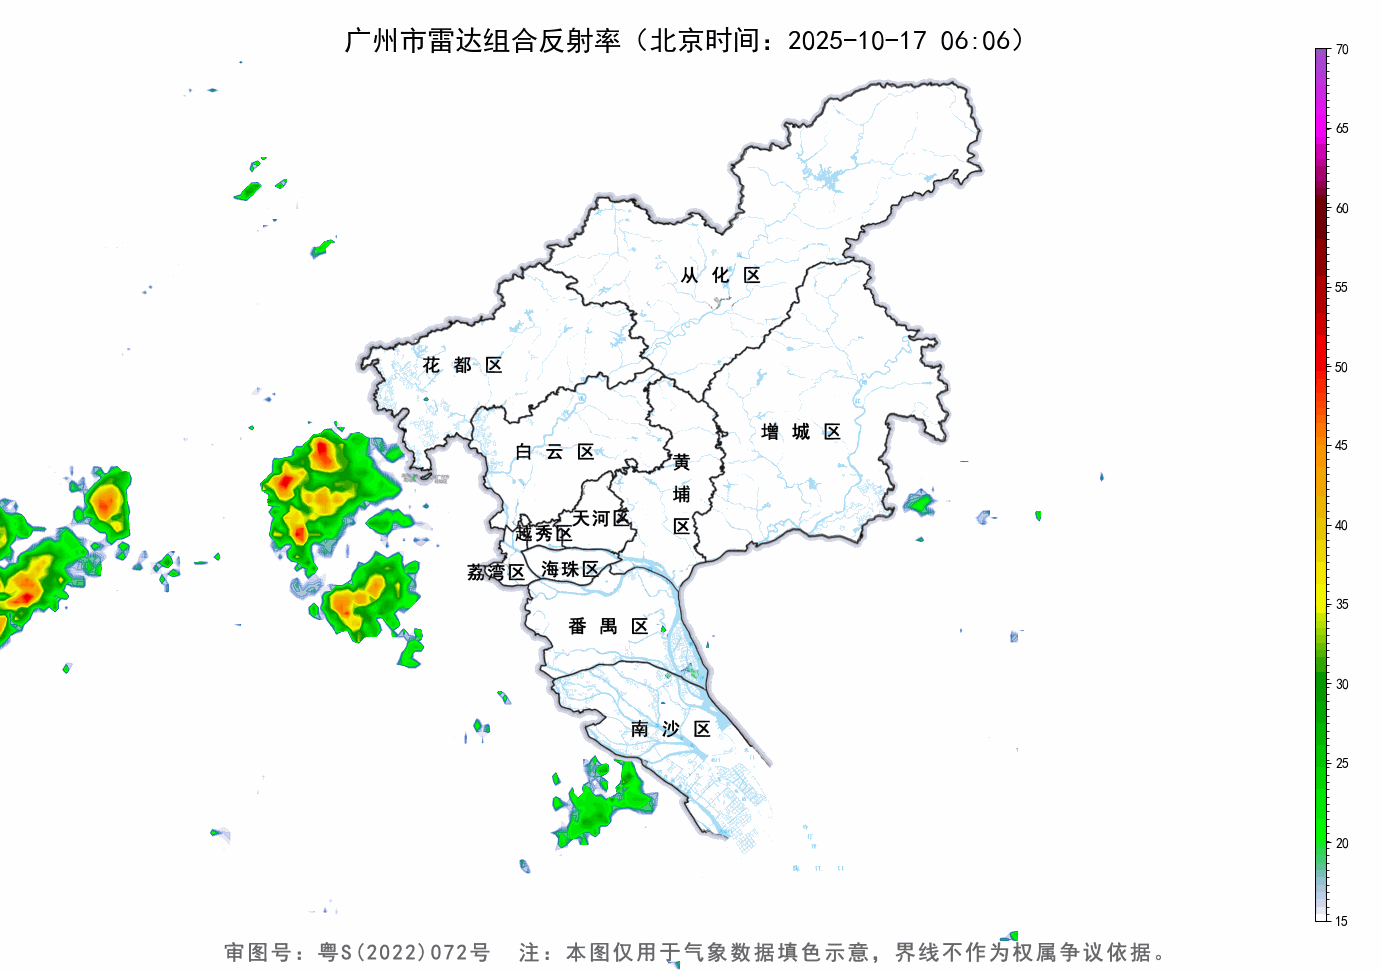 广州市雷达组合反射率（北京时间：2025-10-17 06:06）
70
65
60
55
50
45
40
35
30
25
20
15
从化区
花都区
增城区
白云区
黄埔区
天河区
越秀区
荔湾区
海珠区
番禺区
南沙区
审图号：粤S(2022)072号 注：本图仅用于气象数据填色示意，界线不作为权属争议依据。